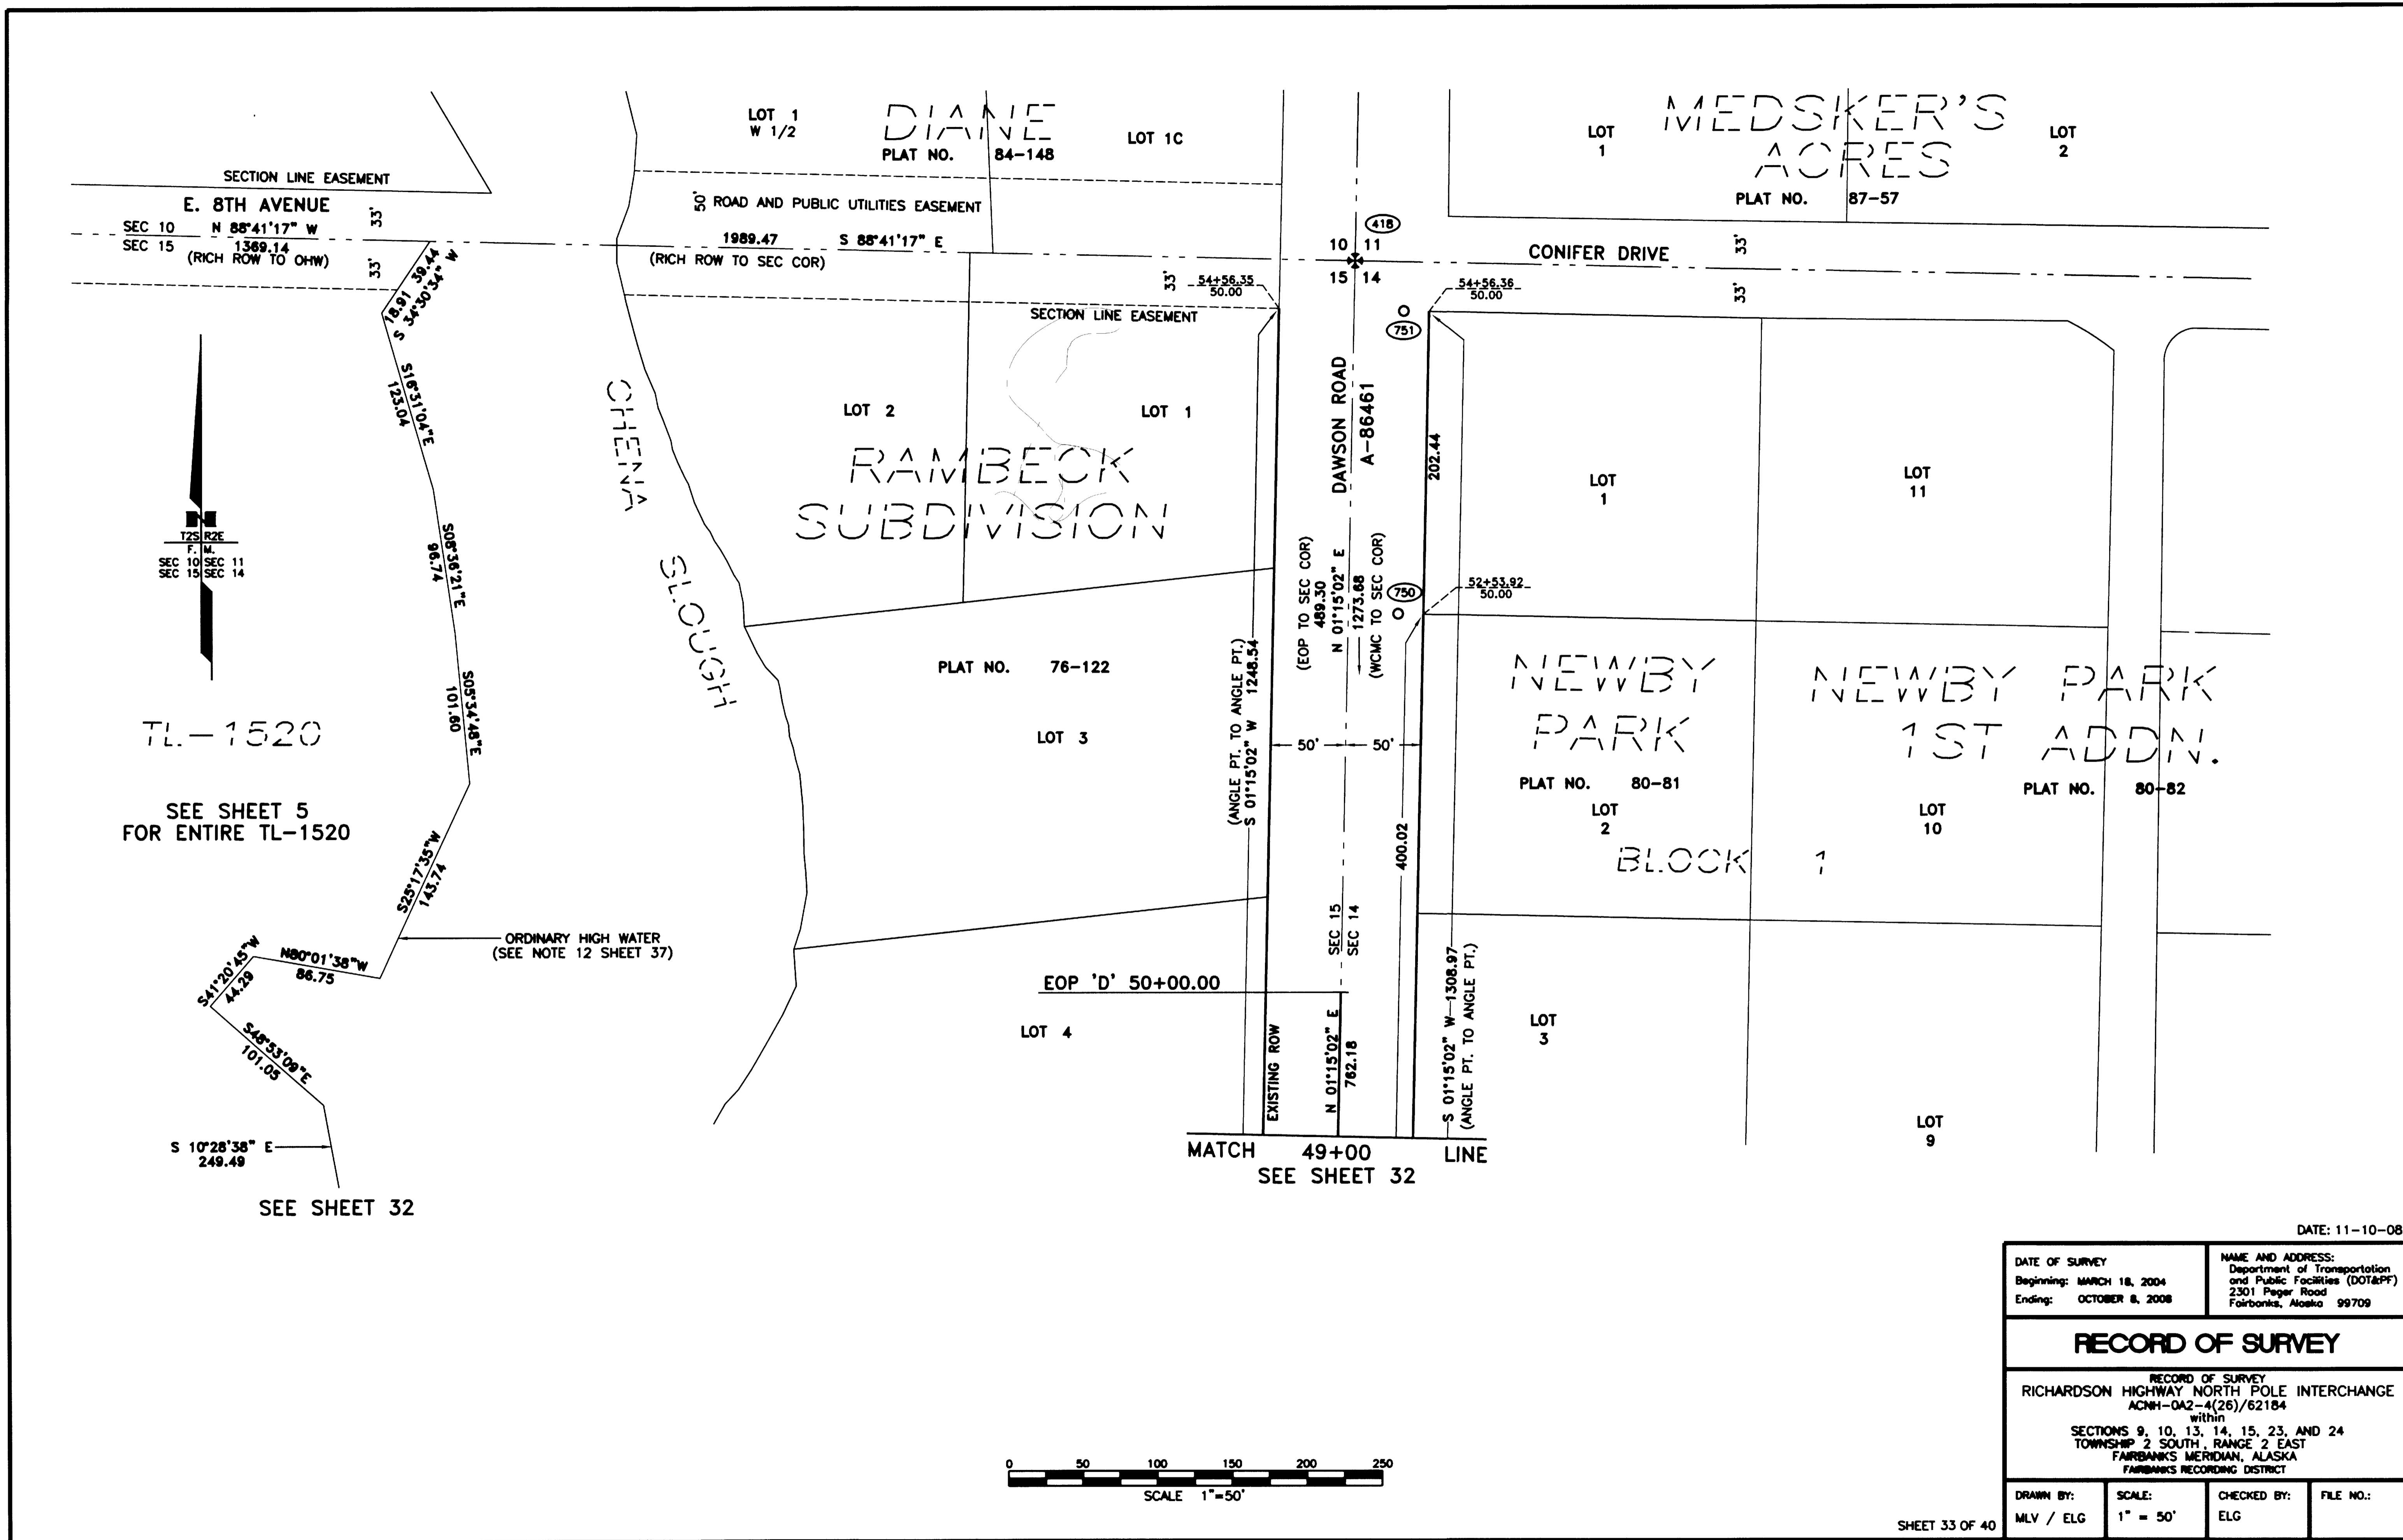 LOT 1
W 1/2
DIANE
PLAT NO. 84-148
LOT 1C
MEDSKER'S
ACRES
LOT
1
LOT
2
PLAT NO. 87-57
SECTION LINE EASEMENT
E. 8TH AVENUE
33'
SEC 10 N 88°41'17" W
SEC 15 1369.14
(RICH ROW TO OHW)
33'
50' ROAD AND PUBLIC UTILITIES EASEMENT
1989.47 S 88°41'17" E
(RICH ROW TO SEC COR)
418
10 11
15 14
CONIFER DRIVE
33'
33'
33'
54+56.35
50.00
54+56.36
50.00
SECTION LINE EASEMENT
751
18.91 39.44
S 34°30'34" W
S16°31'04"E
123.04
S08°36'21"E
96.74
S05°34'48"E
101.60
S25°17'35"W
143.74
N80°01'38"W
86.75
S41°20'45"W
44.29
S48°53'09"E
101.05
S 10°28'38" E
249.49
SEE SHEET 32
N
T2S R2E
F. M.
SEC 10 SEC 11
SEC 15 SEC 14
TL-1520
SEE SHEET 5
FOR ENTIRE TL-1520
ORDINARY HIGH WATER
(SEE NOTE 12 SHEET 37)
CHENA
SLOUGH
LOT 2
LOT 1
RAMBECK
SUBDIVISION
PLAT NO. 76-122
LOT 3
LOT 4
DAWSON ROAD
A-86461
202.44
(EOP TO SEC COR)
489.30
N 01°15'02" E
1273.68
(WCMC TO SEC COR)
750
52+53.92
50.00
(ANGLE PT. TO ANGLE PT.)
S 01°15'02" W 1248.54
50' 50'
400.02
SEC 15
SEC 14
EOP 'D' 50+00.00
EXISTING ROW
N 01°15'02" E
762.18
S 01°15'02" W 1308.97
(ANGLE PT. TO ANGLE PT.)
MATCH 49+00 LINE
SEE SHEET 32
LOT
1
LOT
11
NEWBY
PARK
PLAT NO. 80-81
LOT
2
NEWBY PARK
1ST ADDN.
PLAT NO. 80-82
LOT
10
BLOCK 1
LOT
3
LOT
9
0 50 100 150 200 250
SCALE 1"=50'
DATE: 11-10-08
DATE OF SURVEY
Beginning: MARCH 18, 2004
Ending: OCTOBER 8, 2008
NAME AND ADDRESS:
Department of Transportation
and Public Facilities (DOT&PF)
2301 Peger Road
Fairbanks, Alaska 99709
RECORD OF SURVEY
RECORD OF SURVEY
RICHARDSON HIGHWAY NORTH POLE INTERCHANGE
ACNH-0A2-4(26)/62184
within
SECTIONS 9, 10, 13, 14, 15, 23, AND 24
TOWNSHIP 2 SOUTH, RANGE 2 EAST
FAIRBANKS MERIDIAN, ALASKA
FAIRBANKS RECORDING DISTRICT
DRAWN BY:
MLV / ELG
SCALE:
1" = 50'
CHECKED BY:
ELG
FILE NO.:
SHEET 33 OF 40